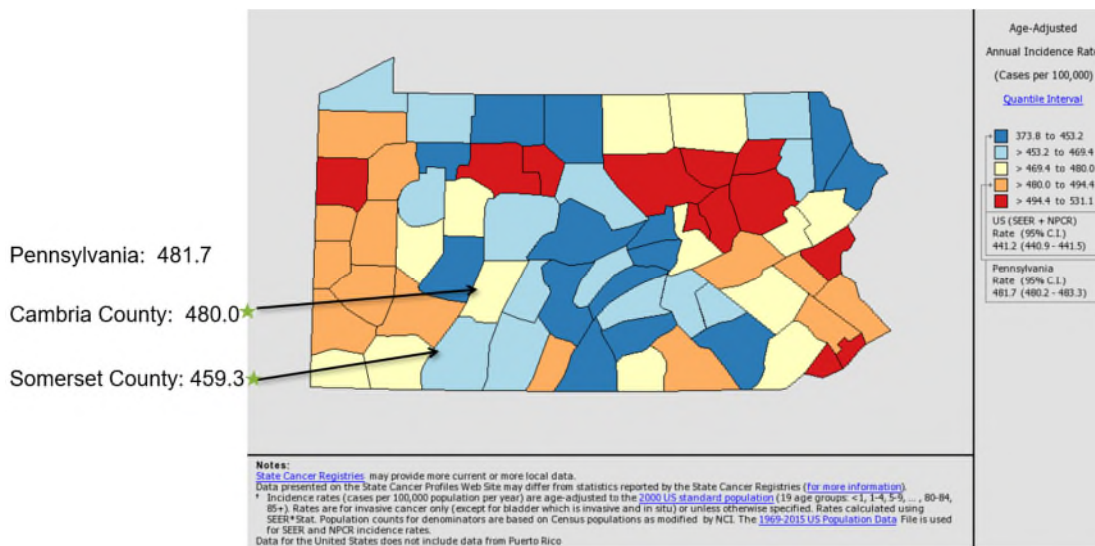 Pennsylvania: 481.7
Cambria County: 480.0
Somerset County: 459.3
Age-Adjusted
Annual Incidence Rate
(Cases per 100,000)
Quantile Interval
373.8 to 453.2
> 453.2 to 469.4
> 469.4 to 480.0
> 480.0 to 494.4
> 494.4 to 531.1
US (SEER + NPCR)
Rate (95% C.I.)
441.2 (440.9 - 441.5)
Pennsylvania
Rate (95% C.I.)
481.7 (480.2 - 483.3)
Notes:
State Cancer Registries may provide more current or more local data.
Data presented on the State Cancer Profiles Web Site may differ from statistics reported by the State Cancer Registries (for more information).
† Incidence rates (cases per 100,000 population per year) are age-adjusted to the 2000 US standard population (19 age groups: <1, 1-4, 5-9, ... , 80-84,
85+). Rates are for invasive cancer only (except for bladder which is invasive and in situ) or unless otherwise specified. Rates calculated using
SEER*Stat. Population counts for denominators are based on Census populations as modified by NCI. The 1969-2015 US Population Data File is used
for SEER and NPCR incidence rates.
Data for the United States does not include data from Puerto Rico